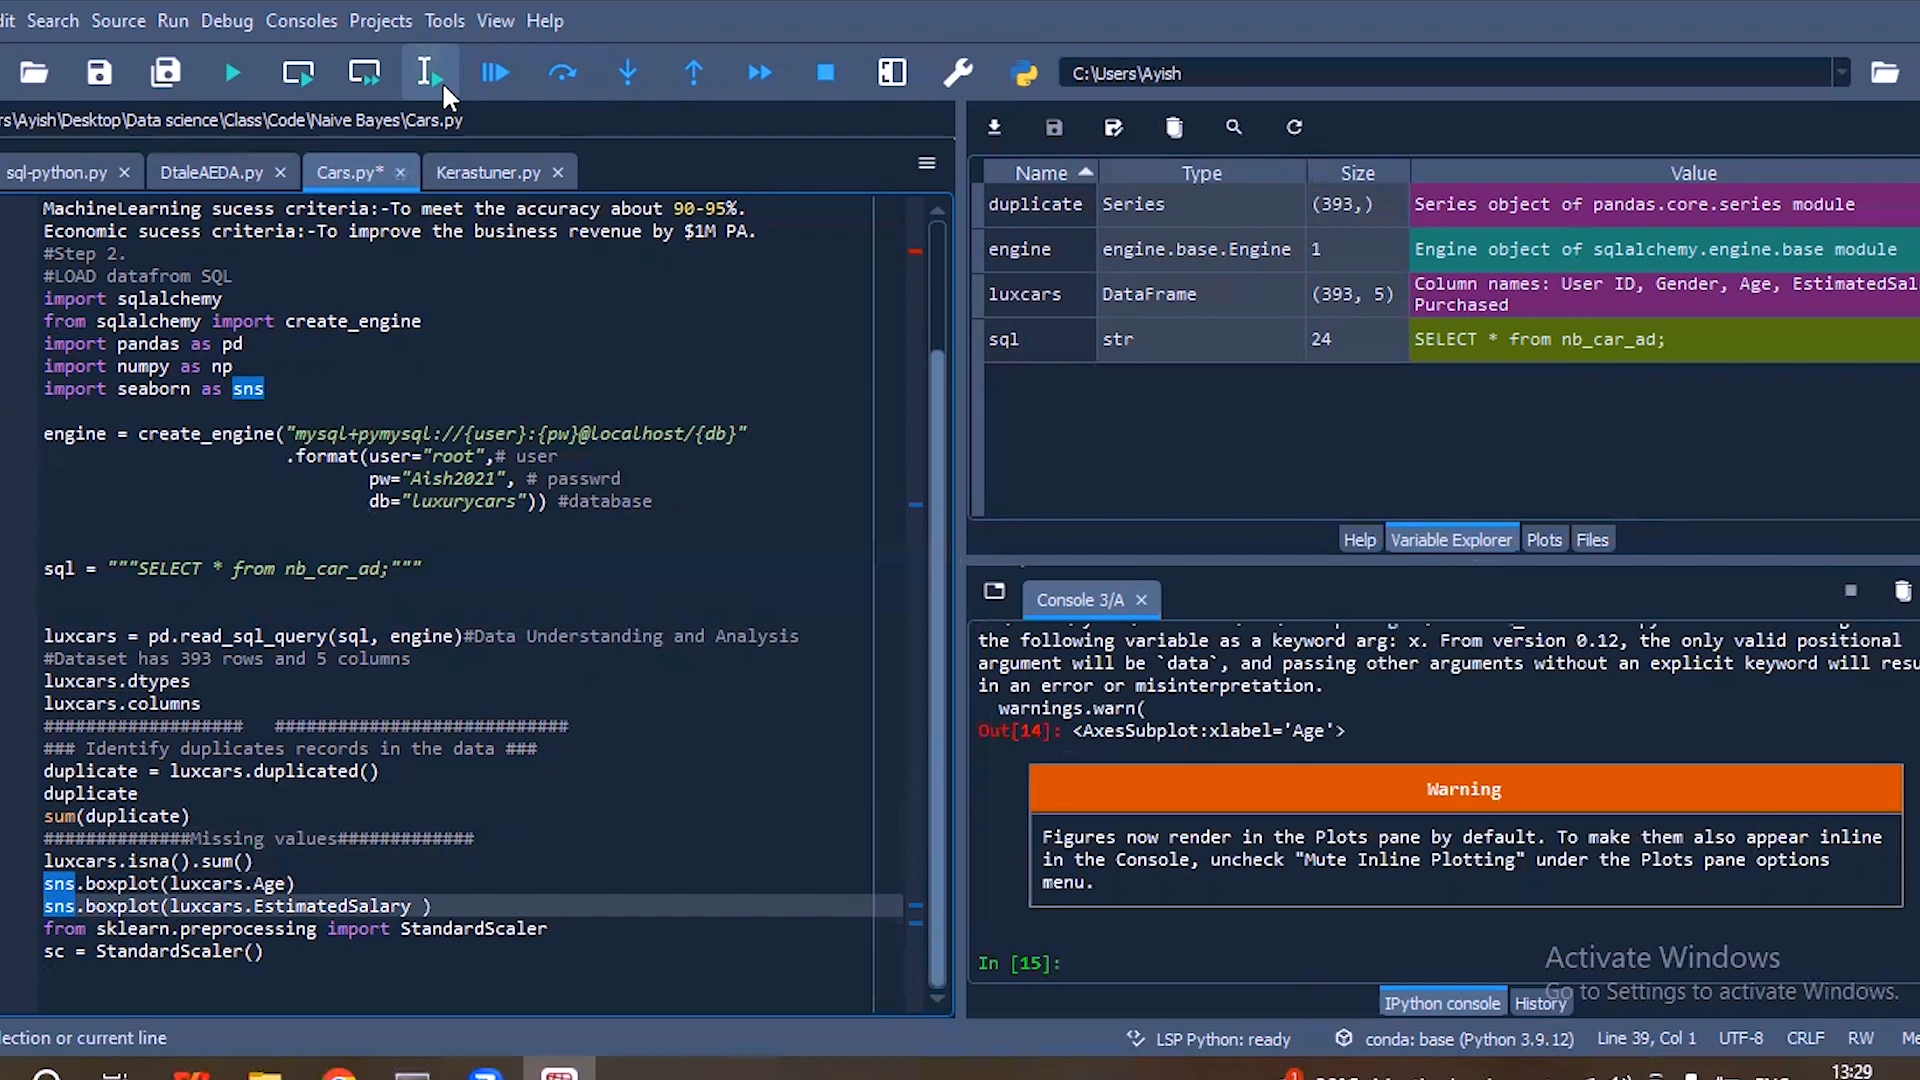 dit Search Source Run Debug Consoles Projects Tools View Help
C:\Users\Ayish
rs\Ayish\Desktop\Data science\Class\Code\Naive Bayes\Cars.py
sql-python.py DtaleAEDA.py Cars.py* Kerastuner.py
MachineLearning sucess criteria:-To meet the accuracy about 90-95%.
Economic sucess criteria:-To improve the business revenue by $1M PA.
#Step 2.
#LOAD datafrom SQL
import sqlalchemy
from sqlalchemy import create_engine
import pandas as pd
import numpy as np
import seaborn as sns
engine = create_engine("mysql+pymysql://{user}:{pw}@localhost/{db}"
.format(user="root",# user
pw="Aish2021", # passwrd
db="luxurycars")) #database
sql = """SELECT * from nb_car_ad;"""
luxcars = pd.read_sql_query(sql, engine)#Data Understanding and Analysis
#Dataset has 393 rows and 5 columns
luxcars.dtypes
luxcars.columns
################### ############################
### Identify duplicates records in the data ###
duplicate = luxcars.duplicated()
duplicate
sum(duplicate)
##############Missing values#############
luxcars.isna().sum()
sns.boxplot(luxcars.Age)
sns.boxplot(luxcars.EstimatedSalary )
from sklearn.preprocessing import StandardScaler
sc = StandardScaler()
Name Type Size Value
duplicate Series (393,) Series object of pandas.core.series module
engine engine.base.Engine 1 Engine object of sqlalchemy.engine.base module
luxcars DataFrame (393, 5) Column names: User ID, Gender, Age, EstimatedSal
Purchased
sql str 24 SELECT * from nb_car_ad;
Help Variable Explorer Plots Files
Console 3/A
the following variable as a keyword arg: x. From version 0.12, the only valid positional
argument will be `data`, and passing other arguments without an explicit keyword will resu
in an error or misinterpretation.
warnings.warn(
Out[14]: <AxesSubplot:xlabel='Age'>
Warning
Figures now render in the Plots pane by default. To make them also appear inline
in the Console, uncheck "Mute Inline Plotting" under the Plots pane options
menu.
In [15]:
Activate Windows
Go to Settings to activate Windows.
IPython console History
lection or current line LSP Python: ready conda: base (Python 3.9.12) Line 39, Col 1 UTF-8 CRLF RW Me
13:29